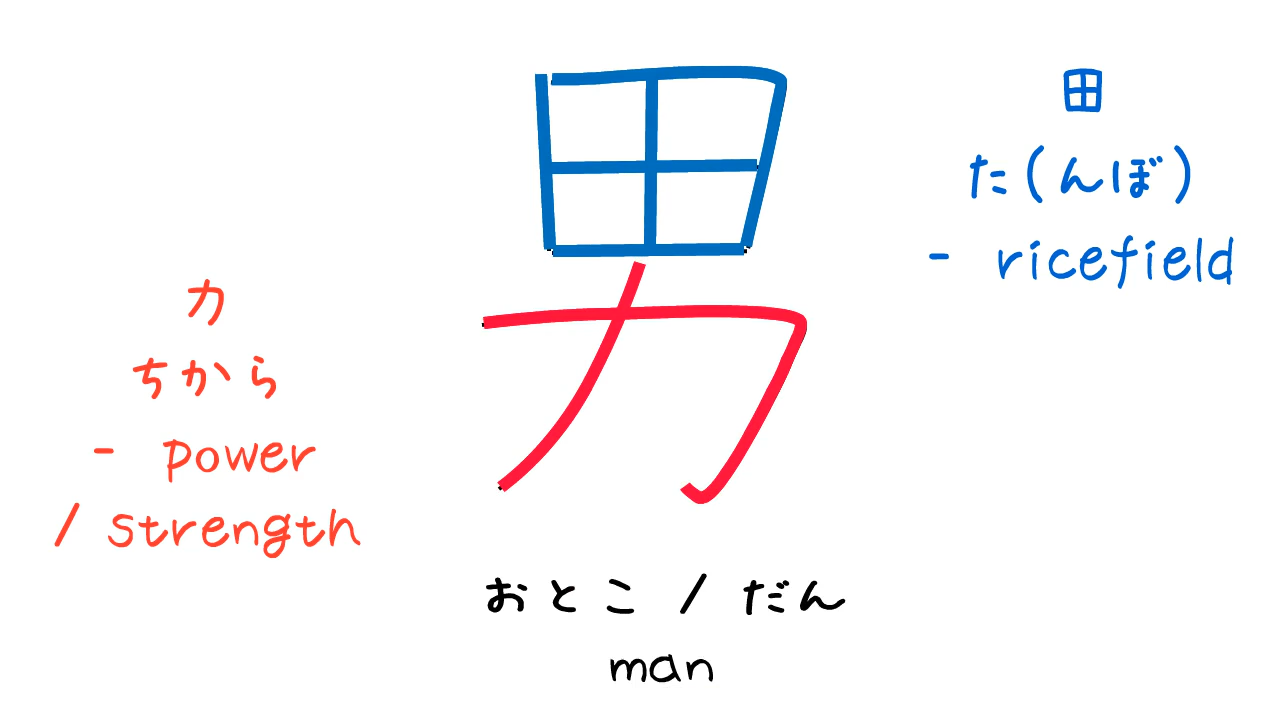 男
田
た(んぼ)
- ricefield
力
ちから
- power
/ strength
おとこ / だん
man